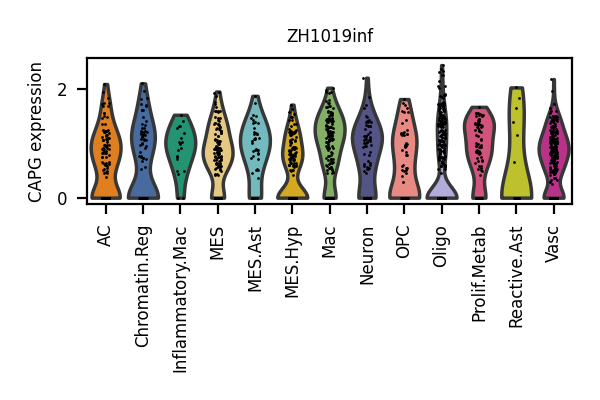 ZH1019inf
CAPG expression
2
0
AC
Chromatin.Reg
Inflammatory.Mac
MES
MES.Ast
MES.Hyp
Mac
Neuron
OPC
Oligo
Prolif.Metab
Reactive.Ast
Vasc